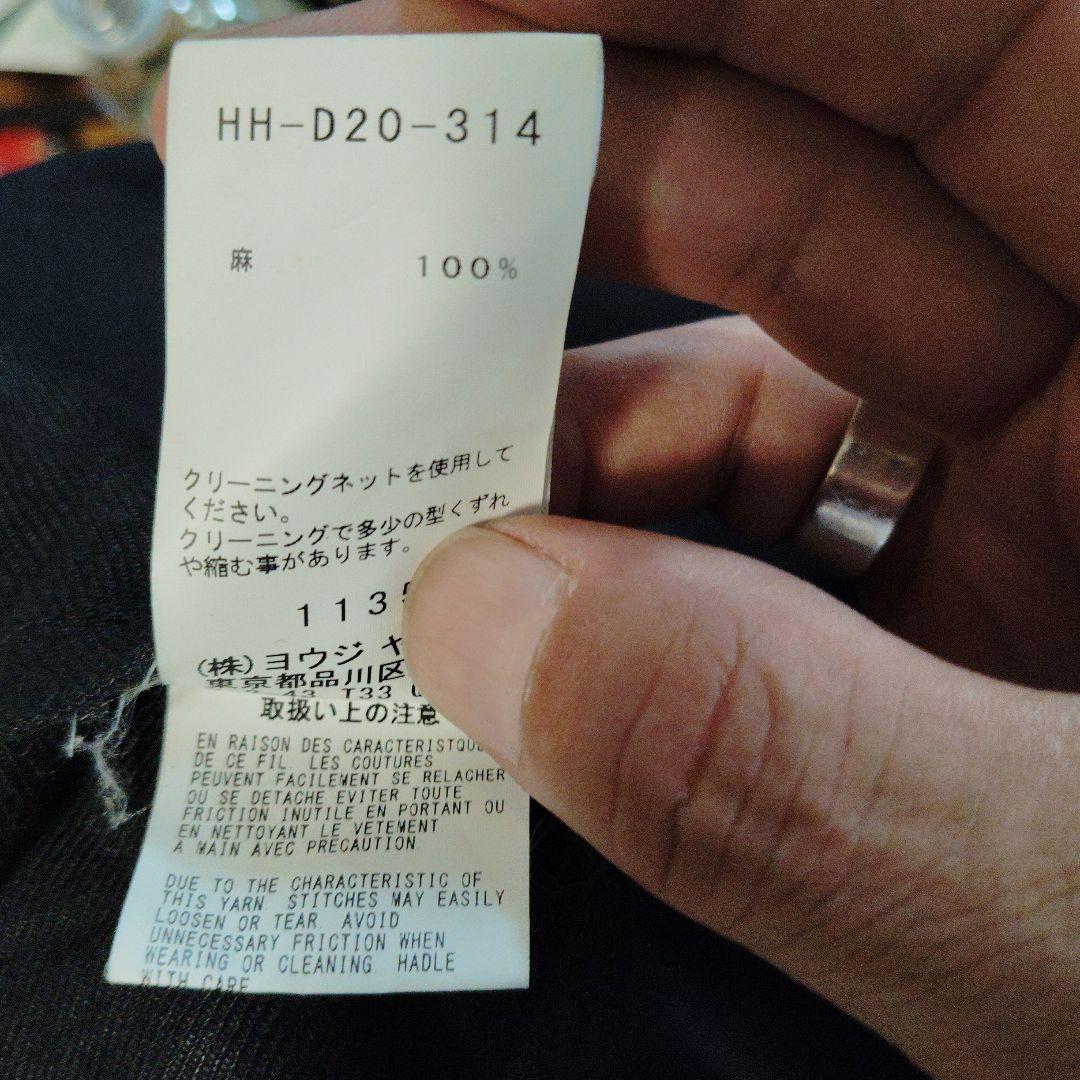 HH-D20-314
麻 100%
クリーニングネットを使用して
ください。
クリーニングで多少の型くずれ
や縮む事があります。
113
(株)ヨウジ
東京都品川区
43 T33
取扱い上の注意
EN RAISON DES CARACTERISTQU
DE CE FIL. LES COUTURES
PEUVENT FACILEMENT SE RELACHER
OU SE DETACHE EVITER TOUTE
FRICTION INUTILE EN PORTANT OU
EN NETTOYANT LE VETEMENT
A MAIN AVEC PRECAUTION.
DUE TO THE CHARACTERISTIC OF
THIS YARN. STITCHES MAY EASILY
LOOSEN OR TEAR. AVOID
UNNECESSARY FRICTION WHEN
WEARING OR CLEANING. HADLE
WITH CARE